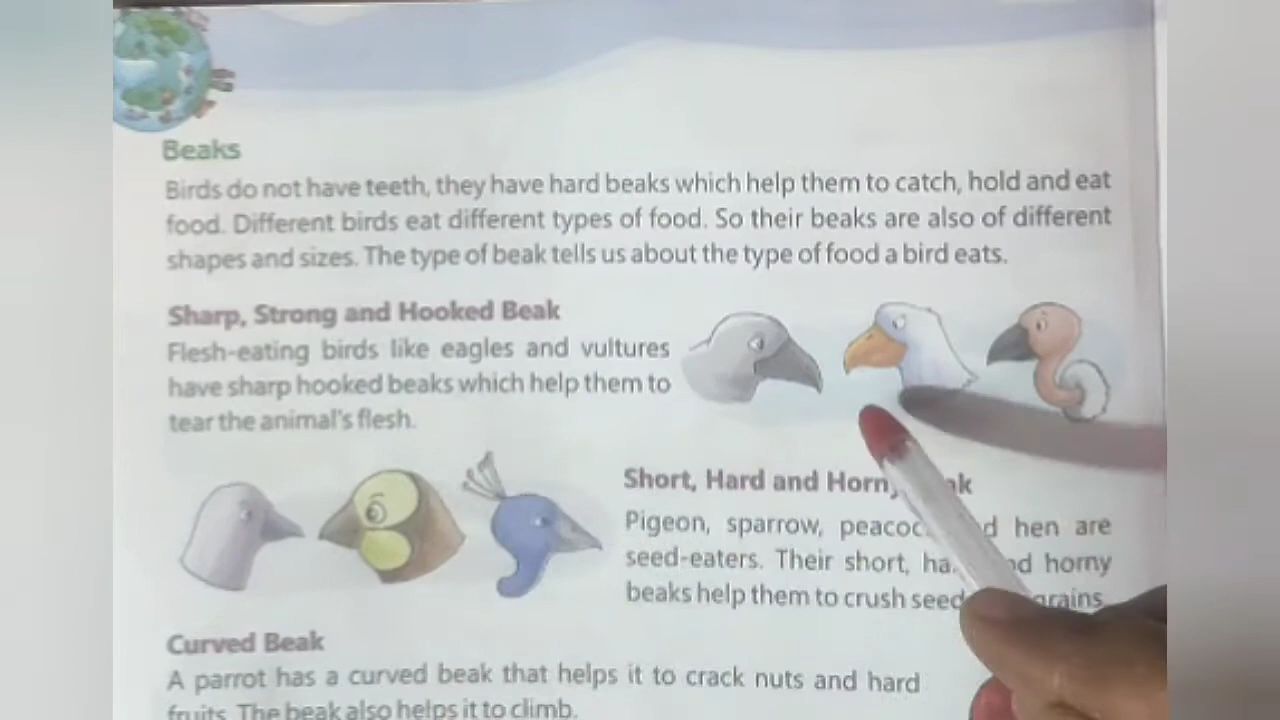 Beaks
Birds do not have teeth, they have hard beaks which help them to catch, hold and eat
food. Different birds eat different types of food. So their beaks are also of different
shapes and sizes. The type of beak tells us about the type of food a bird eats.
Sharp, Strong and Hooked Beak
Flesh-eating birds like eagles and vultures
have sharp hooked beaks which help them to
tear the animal's flesh.
Short, Hard and
Pigeon, sparrow, hen are
seed-eaters. Their short, horny
beaks help them to crush grains
Curved Beak
A parrot has a curved beak that helps it to crack nuts and hard
fruits. The beak also helps it to climb.